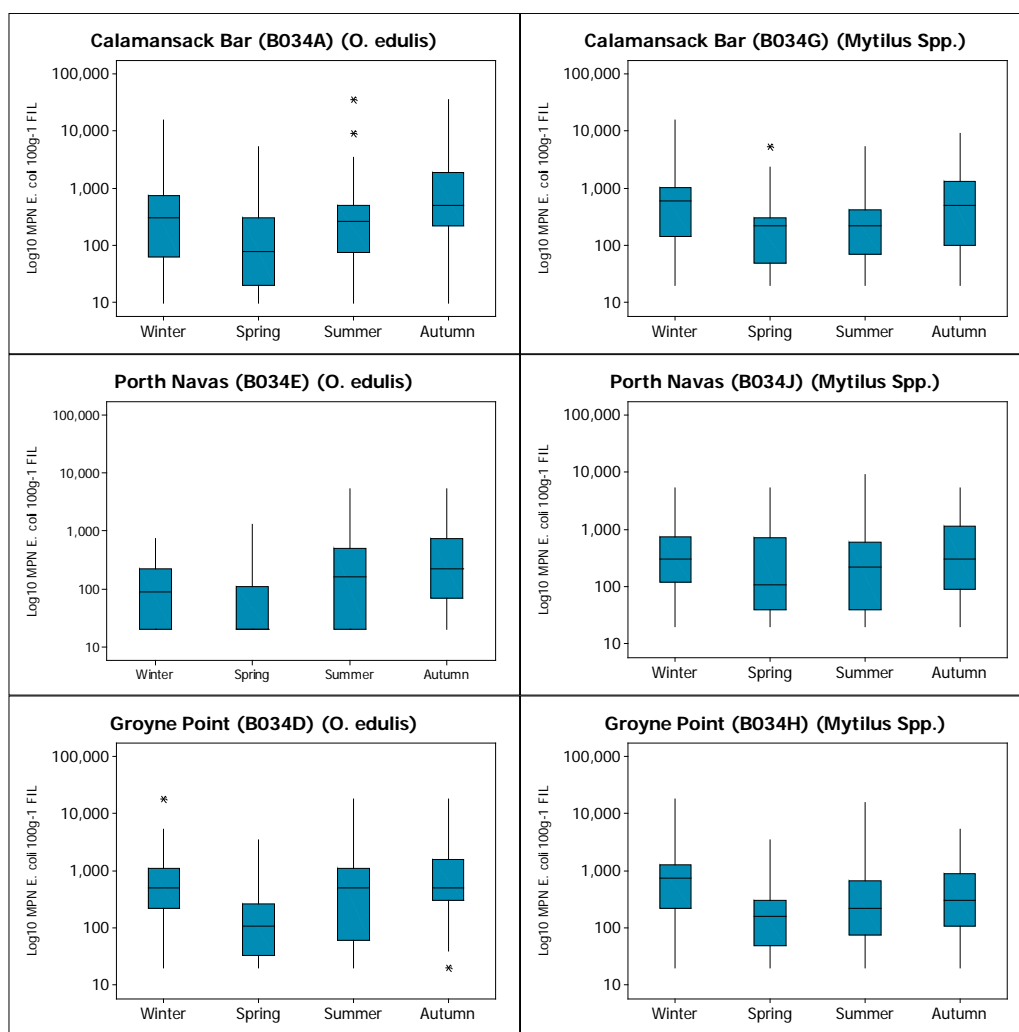 Calamansack Bar (B034A) (O. edulis)
Log10 MPN E. coli 100g-1 FIL
100,000
10,000
1,000
100
10
Winter Spring Summer Autumn
Calamansack Bar (B034G) (Mytilus Spp.)
Log10 MPN E. coli 100g-1 FIL
100,000
10,000
1,000
100
10
Winter Spring Summer Autumn
Porth Navas (B034E) (O. edulis)
Log10 MPN E. coli 100g-1 FIL
100,000
10,000
1,000
100
10
Winter Spring Summer Autumn
Porth Navas (B034J) (Mytilus Spp.)
Log10 MPN E. coli 100g-1 FIL
100,000
10,000
1,000
100
10
Winter Spring Summer Autumn
Groyne Point (B034D) (O. edulis)
Log10 MPN E. coli 100g-1 FIL
100,000
10,000
1,000
100
10
Winter Spring Summer Autumn
Groyne Point (B034H) (Mytilus Spp.)
Log10 MPN E. coli 100g-1 FIL
100,000
10,000
1,000
100
10
Winter Spring Summer Autumn